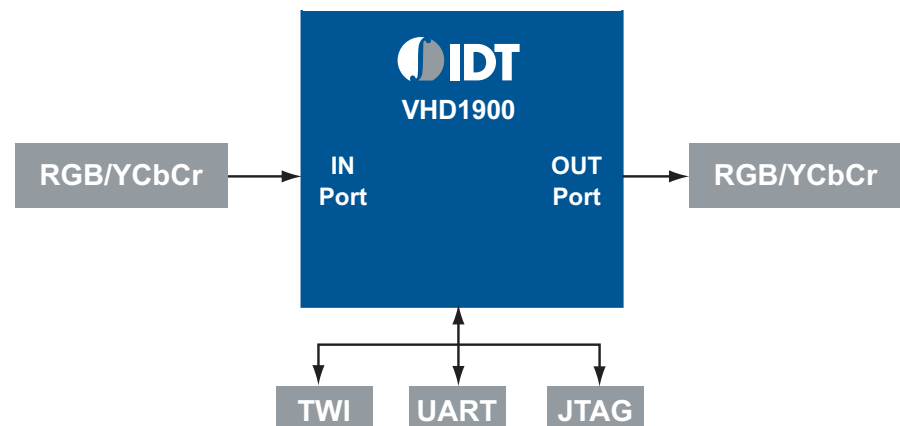 IDT
VHD1900
RGB/YCbCr
IN
Port
OUT
Port
RGB/YCbCr
TWI
UART
JTAG